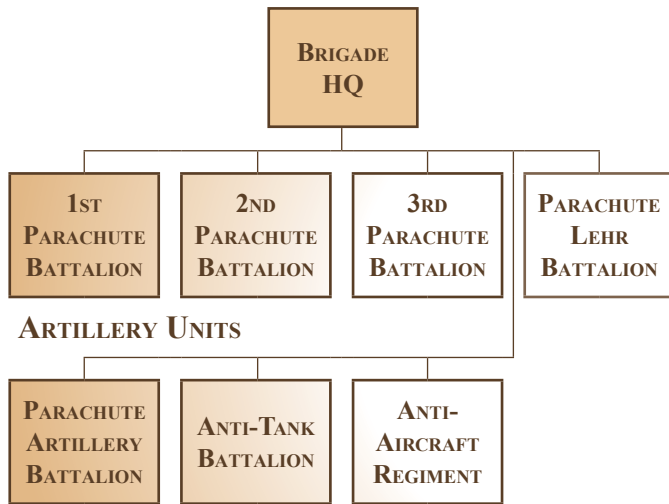 Brigade
HQ
1st
Parachute
Battalion
2nd
Parachute
Battalion
3rd
Parachute
Battalion
Parachute
Lehr
Battalion
Artillery Units
Parachute
Artillery
Battalion
Anti-Tank
Battalion
Anti-
Aircraft
Regiment